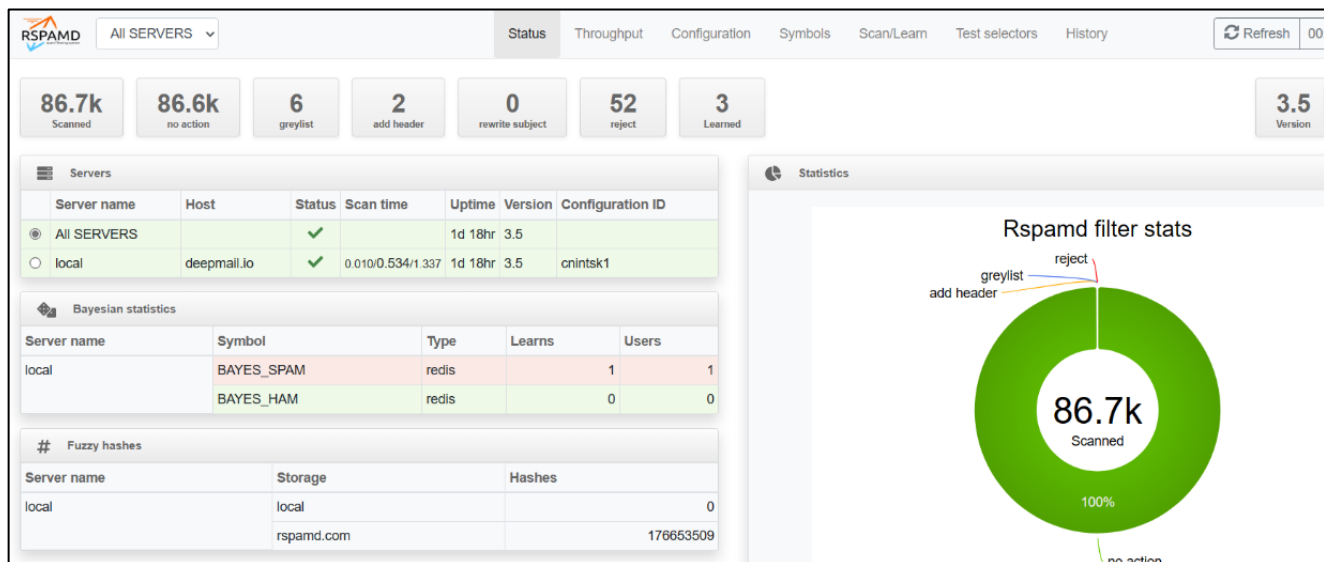 RSPAMD All SERVERS Status Throughput Configuration Symbols Scan/Learn Test selectors History Refresh 00
86.7k 86.6k 6 2 0 52 3 3.5
Scanned no action greylist add header rewrite subject reject Learned Version
Servers
Server name Host Status Scan time Uptime Version Configuration ID
All SERVERS 1d 18hr 3.5
local deepmail.io 0.010/0.534/1.337 1d 18hr 3.5 cnintsk1
Bayesian statistics
Server name Symbol Type Learns Users
local BAYES_SPAM redis 1 1
BAYES_HAM redis 0 0
Fuzzy hashes
Server name Storage Hashes
local local 0
rspamd.com 176653509
Statistics
Rspamd filter stats
reject
greylist
add header
86.7k
Scanned
100%
no action